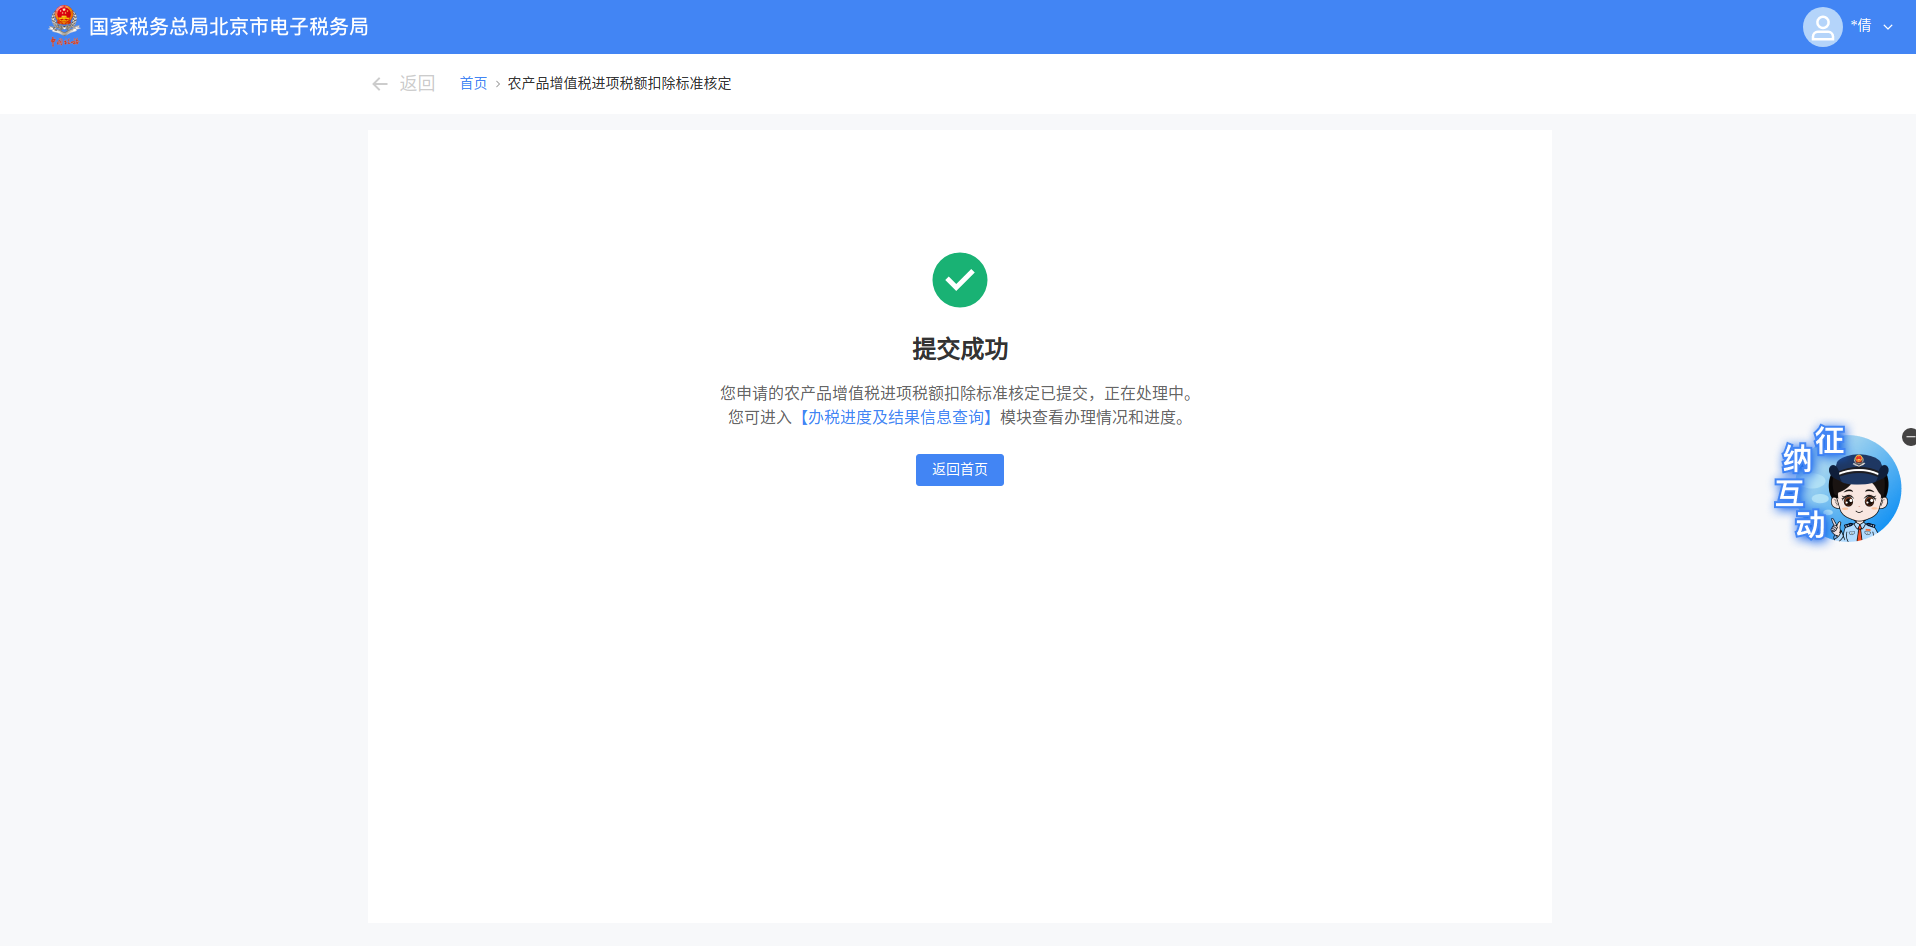 国家税务总局北京市电子税务局
*倩
返回
首页 › 农产品增值税进项税额扣除标准核定
提交成功
您申请的农产品增值税进项税额扣除标准核定已提交，正在处理中。
您可进入【办税进度及结果信息查询】模块查看办理情况和进度。
返回首页
征
纳
互
动